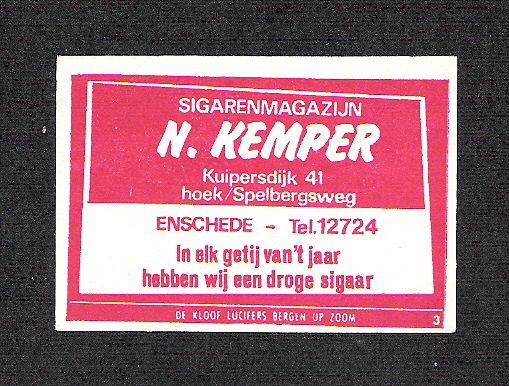 SIGARENMAGAZIJN
N. KEMPER
Kuipersdijk 41
hoek/Spelbergsweg
ENSCHEDE - Tel.12724
In elk getij van't jaar
hebben wij een droge sigaar
DE KLOOF LUCIFERS BERGEN OP ZOOM 3